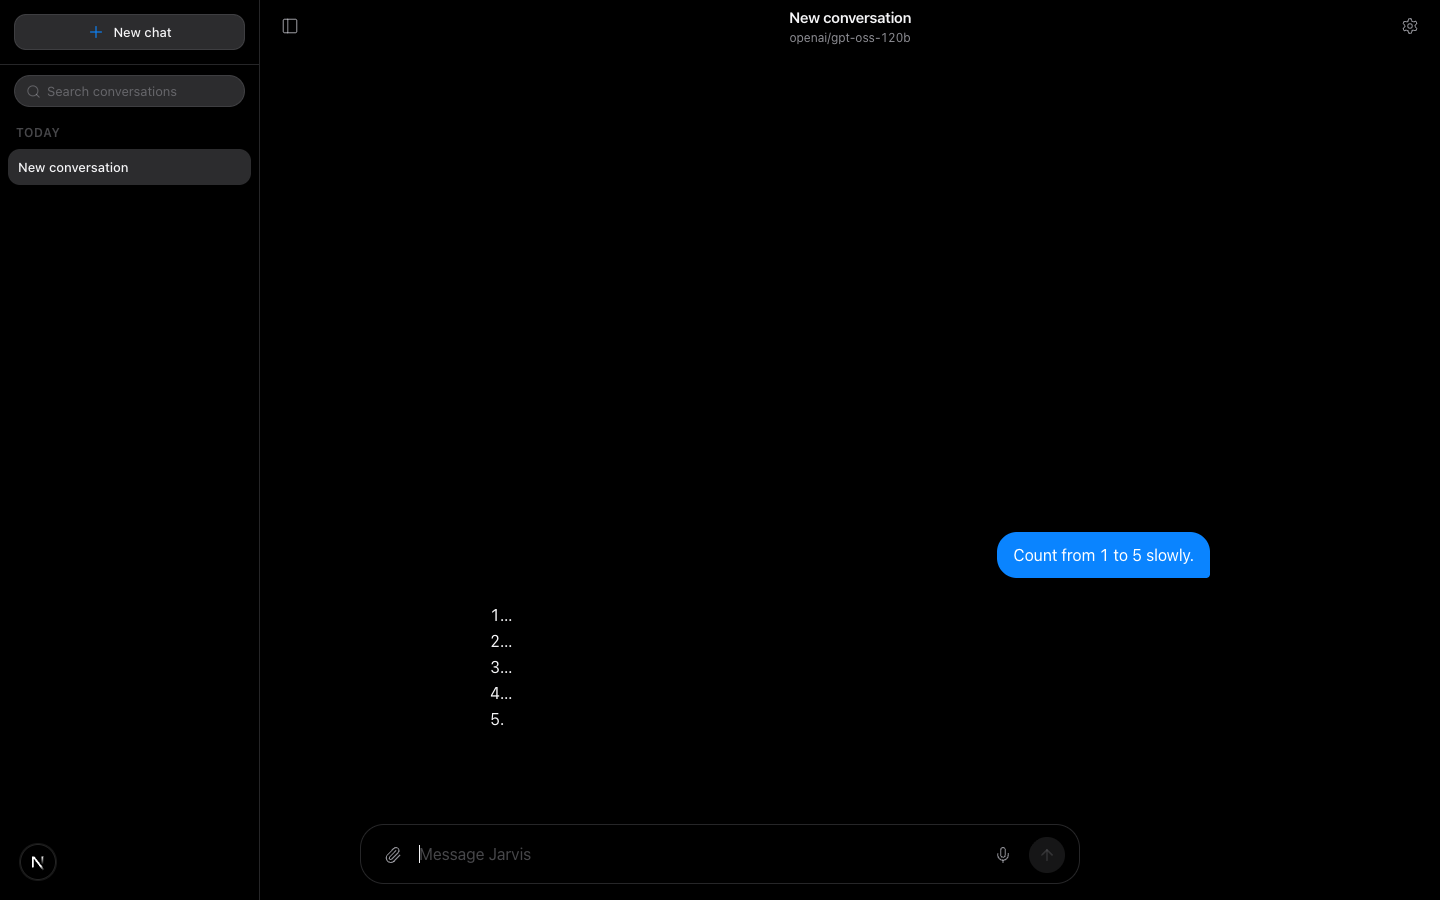 New chat
Search conversations
TODAY
New conversation
New conversation
openai/gpt-oss-120b
Count from 1 to 5 slowly.
1...
2...
3...
4...
5.
Message Jarvis
N